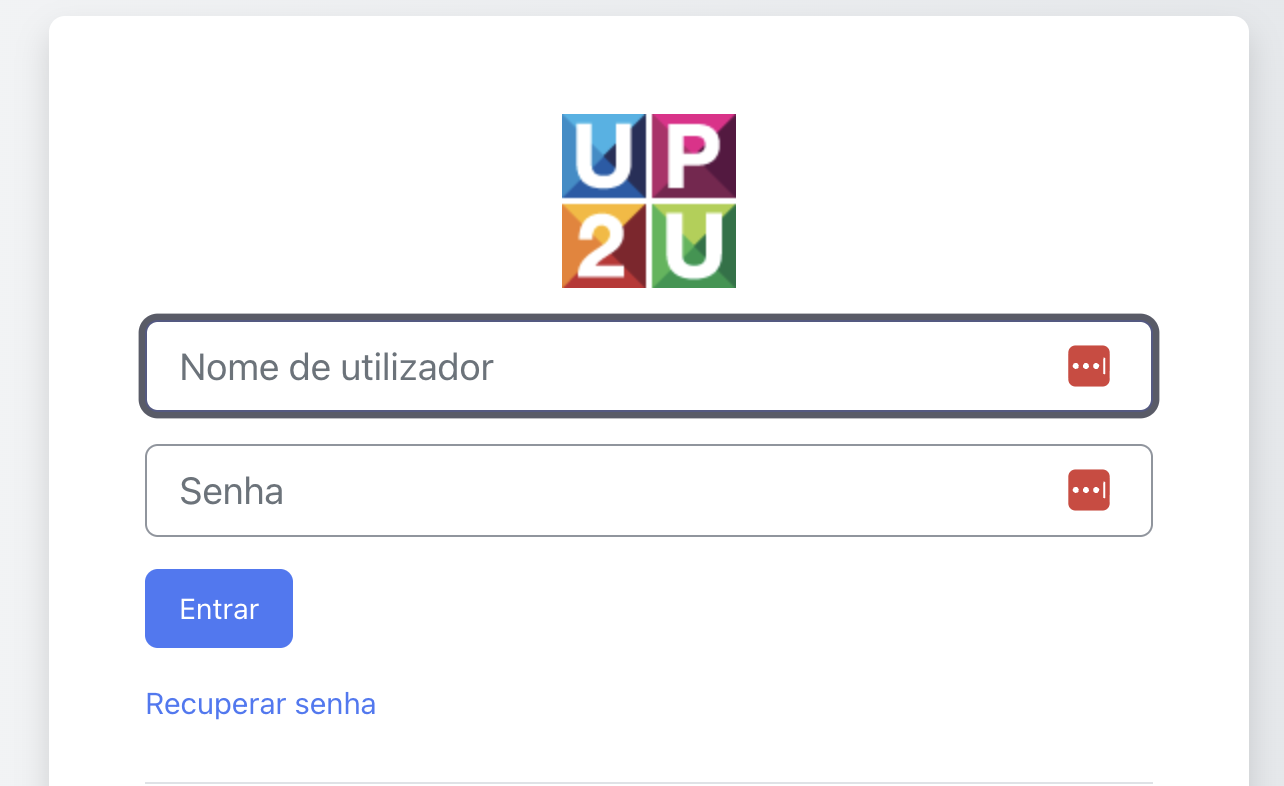 UP
2U
Nome de utilizador
Senha
Entrar
Recuperar senha